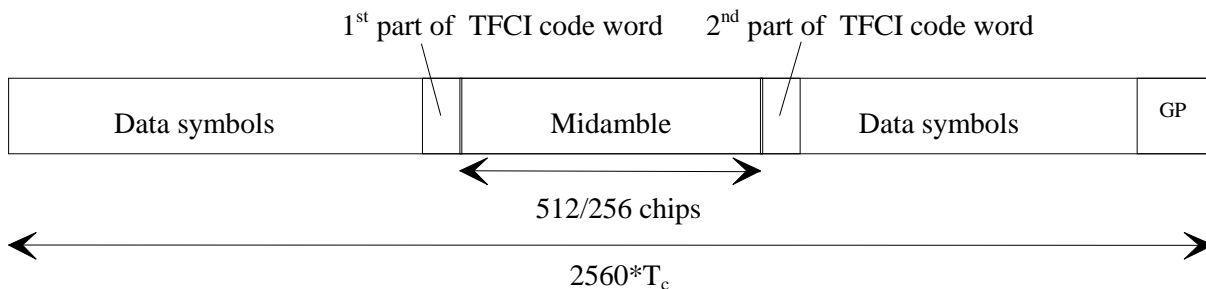 1st part of TFCI code word 2nd part of TFCI code word
Data symbols Midamble Data symbols GP
512/256 chips
2560*Tc